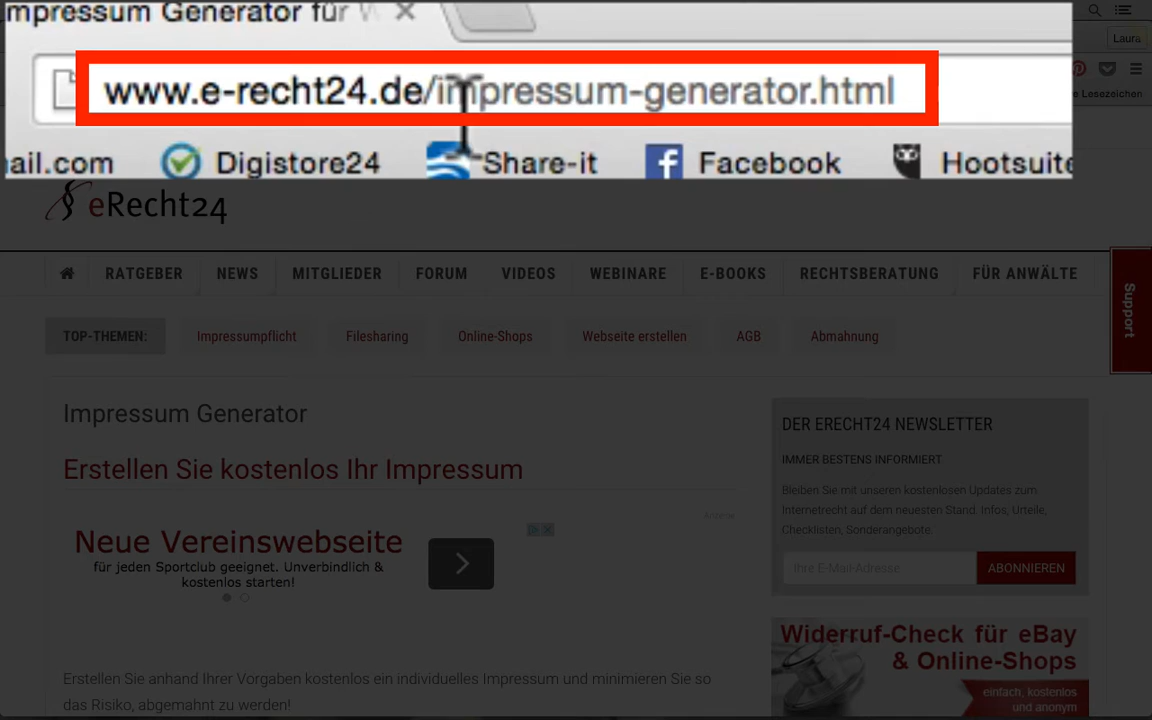 mpressum Generator für W
Laura
www.e-recht24.de/impressum-generator.html
e Lesezeichen
ail.com Digistore24 Share-it Facebook Hootsuite
eRecht24
RATGEBER NEWS MITGLIEDER FORUM VIDEOS WEBINARE E-BOOKS RECHTSBERATUNG FÜR ANWÄLTE
Support
TOP-THEMEN: Impressumpflicht Filesharing Online-Shops Webseite erstellen AGB Abmahnung
Impressum Generator
Erstellen Sie kostenlos Ihr Impressum
Anzeige
Neue Vereinswebseite
für jeden Sportclub geeignet. Unverbindlich &
kostenlos starten!
Erstellen Sie anhand Ihrer Vorgaben kostenlos ein individuelles Impressum und minimieren Sie so
das Risiko, abgemahnt zu werden!
DER ERECHT24 NEWSLETTER
IMMER BESTENS INFORMIERT
Bleiben Sie mit unseren kostenlosen Updates zum
Internetrecht auf dem neuesten Stand. Infos, Urteile,
Checklisten, Sonderangebote.
Ihre E-Mail-Adresse ABONNIEREN
Widerruf-Check für eBay
& Online-Shops
einfach, kostenlos
und anonym